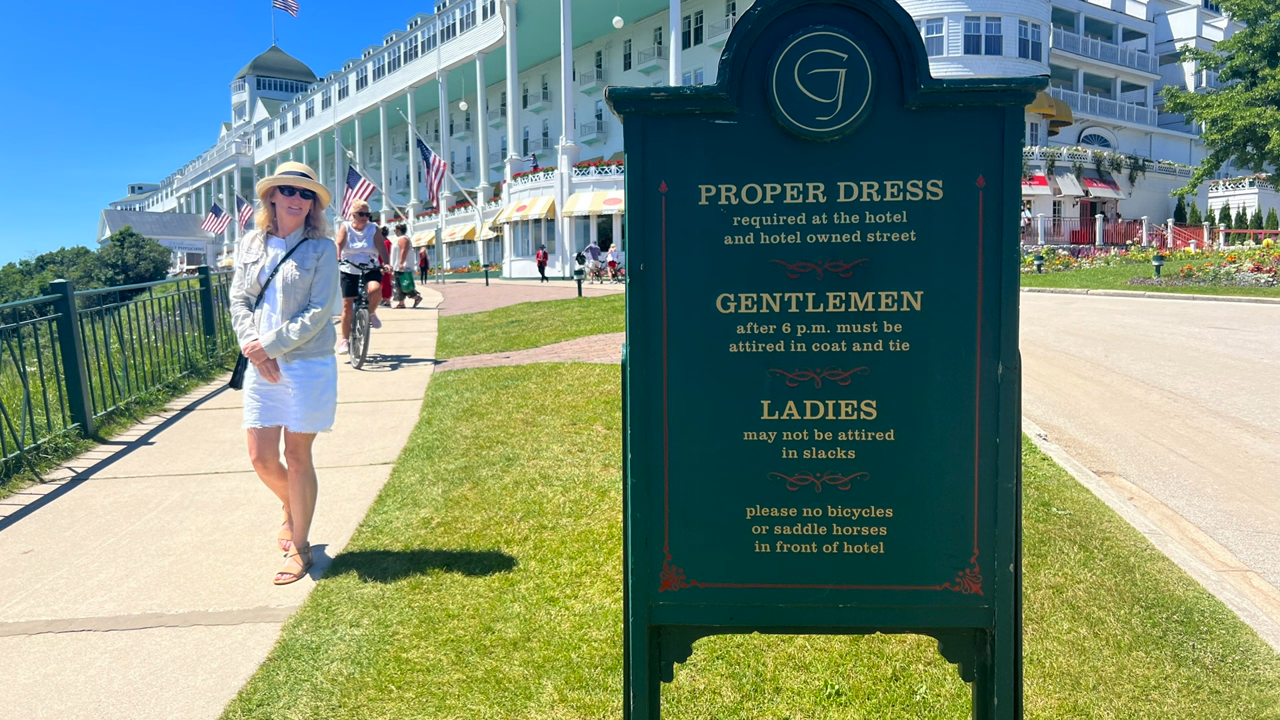 G
PROPER DRESS
required at the hotel
and hotel owned street
GENTLEMEN
after 6 p.m. must be
attired in coat and tie
LADIES
may not be attired
in slacks
please no bicycles
or saddle horses
in front of hotel